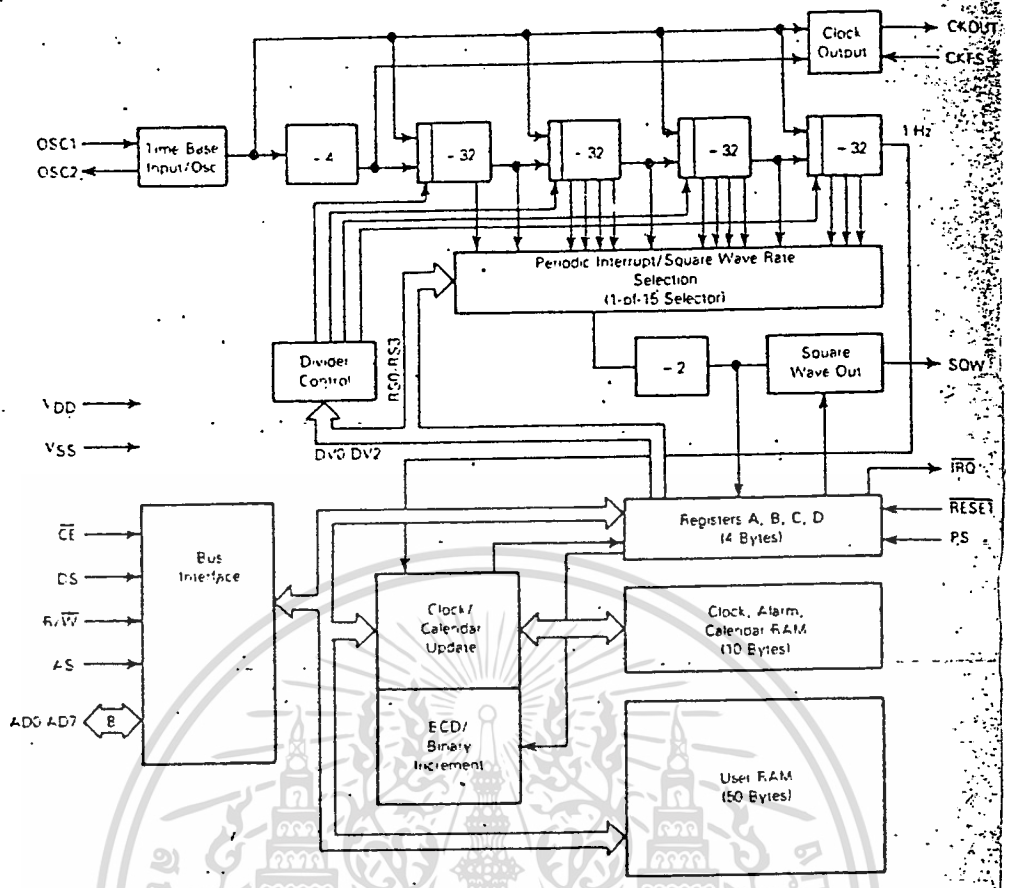 Clock
Output
CKOUT
CKFS
OSC1
OSC2
Time Base
Input/Osc
- 4
- 32
- 32
- 32
- 32
1 Hz
Periodic Interrupt/Square Wave Rate
Selection
(1-of-15 Selector)
Divider
Control
RS0-RS3
- 2
Square
Wave Out
SQW
VDD
VSS
DV0 DV2
IRQ
Registers A, B, C, D
(4 Bytes)
RESET
PS
CE
DS
R/W
AS
AD0 AD7
8
Bus
Interface
Clock/
Calendar
Update
Clock, Alarm,
Calendar RAM
(10 Bytes)
BCD/
Binary
Increment
User RAM
(50 Bytes)